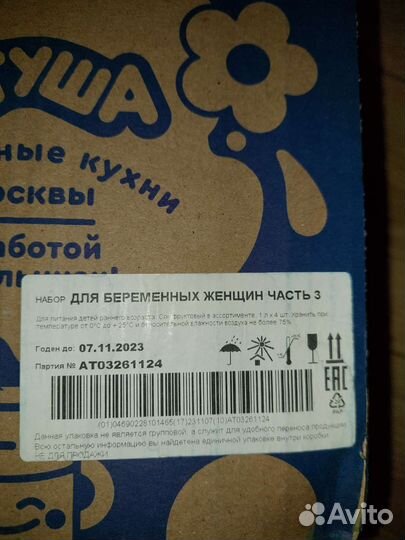 КУША
ные кухни
осквы
аботой
НАБОР ДЛЯ БЕРЕМЕННЫХ ЖЕНЩИН ЧАСТЬ 3
Для питания детей раннего возраста. Сок фруктовый в ассортименте. 1 л х 4 шт. Хранить при
температуре от 0°С до +25°С и относительной влажности воздуха не более 75%
Годен до: 07.11.2023
Партия № АТ03261124
EAC
PAP
(01)04690228101465(17)231107(10)AT03261124
Данная упаковка не является групповой, а служит для удобного переноса продукции
Всю остальную информацию вы найдете на единичной упаковке внутри коробки
НЕ ДЛЯ ПРОДАЖИ
Avito